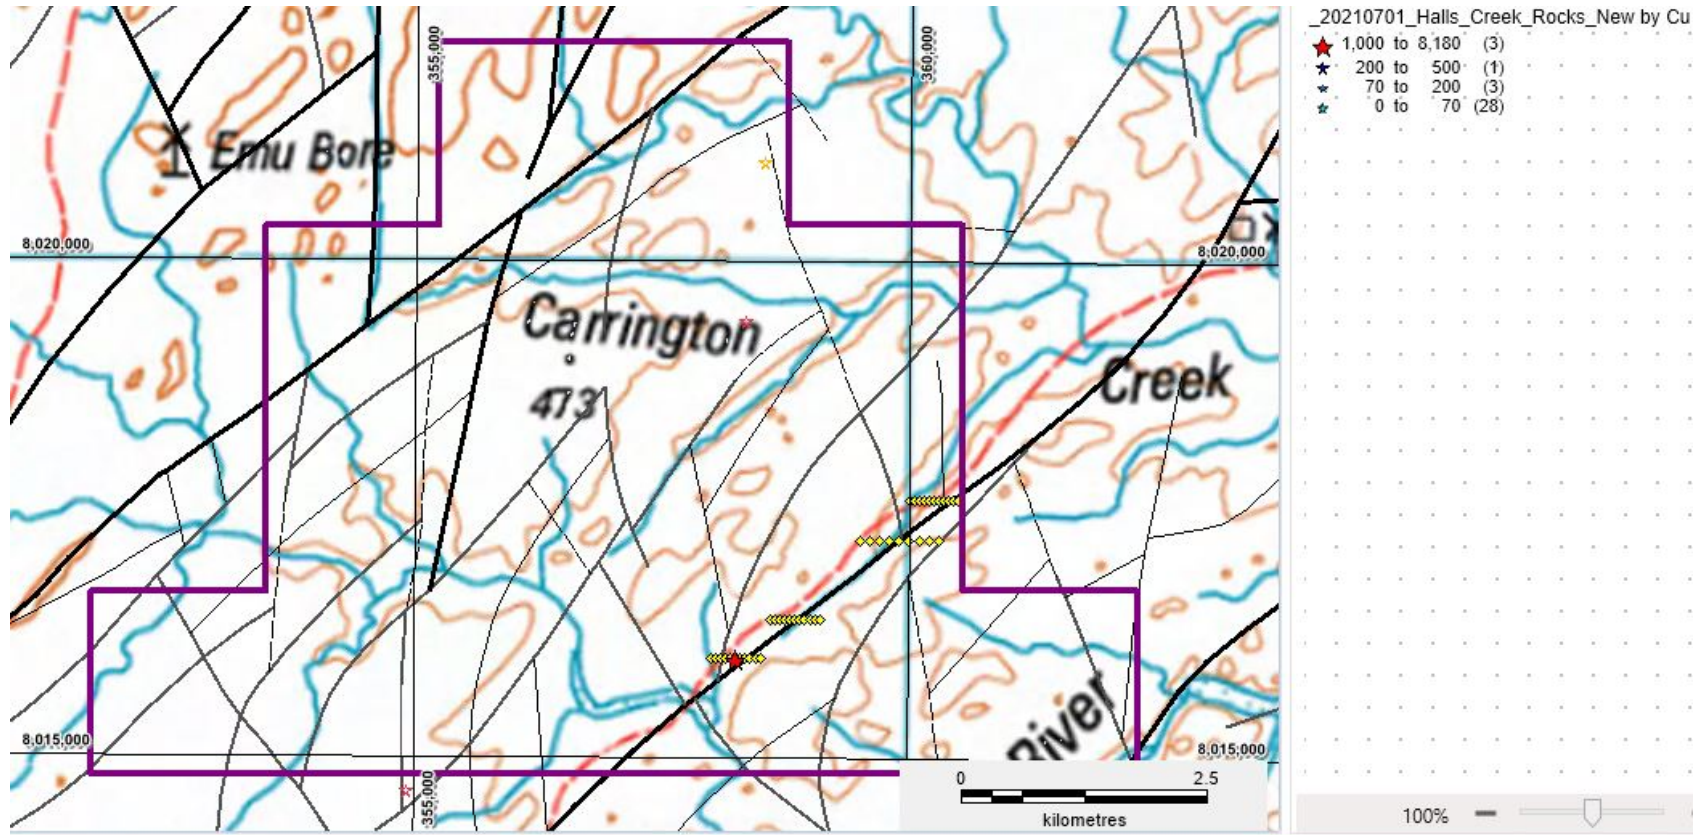 _20210701_Halls_Creek_Rocks_New by Cu
1,000 to 8,180 (3)
200 to 500 (1)
70 to 200 (3)
0 to 70 (28)
355,000
360,000
Emu Bore
8,020,000
8,020,000
Carrington
473
Creek
River
8,015,000
8,015,000
355,000
0 2.5
kilometres
100%